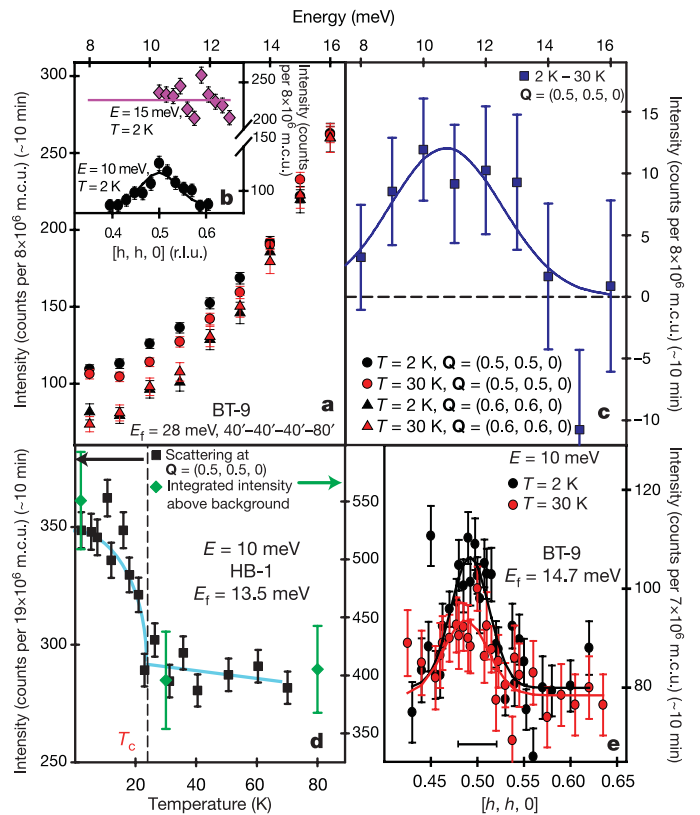 Energy (meV)
8 10 12 14 16
8 10 12 14 16
Intensity (counts per 8×10⁶ m.c.u.) (~10 min)
300
250
200
150
100
E = 15 meV,
T = 2 K
E = 10 meV,
T = 2 K
b
250
200
150
100
Intensity (counts
per 8×10⁶ m.c.u.)
0.4 0.5 0.6
[h, h, 0] (r.l.u.)
a
BT-9
E_f = 28 meV, 40′–40′–40′–80′
2 K – 30 K
Q = (0.5, 0.5, 0)
15
10
5
0
−5
−10
Intensity (counts per 8×10⁶ m.c.u.) (~10 min)
c
T = 2 K, Q = (0.5, 0.5, 0)
T = 30 K, Q = (0.5, 0.5, 0)
T = 2 K, Q = (0.6, 0.6, 0)
T = 30 K, Q = (0.6, 0.6, 0)
Intensity (counts per 19×10⁶ m.c.u.) (~10 min)
350
300
250
Scattering at
Q = (0.5, 0.5, 0)
Integrated intensity
above background
E = 10 meV
HB-1
E_f = 13.5 meV
T_c
d
0 20 40 60 80
Temperature (K)
550
500
450
400
350
E = 10 meV
T = 2 K
T = 30 K
BT-9
E_f = 14.7 meV
120
100
80
Intensity (counts per 7×10⁶ m.c.u.) (~10 min)
e
0.45 0.50 0.55 0.60 0.65
[h, h, 0]